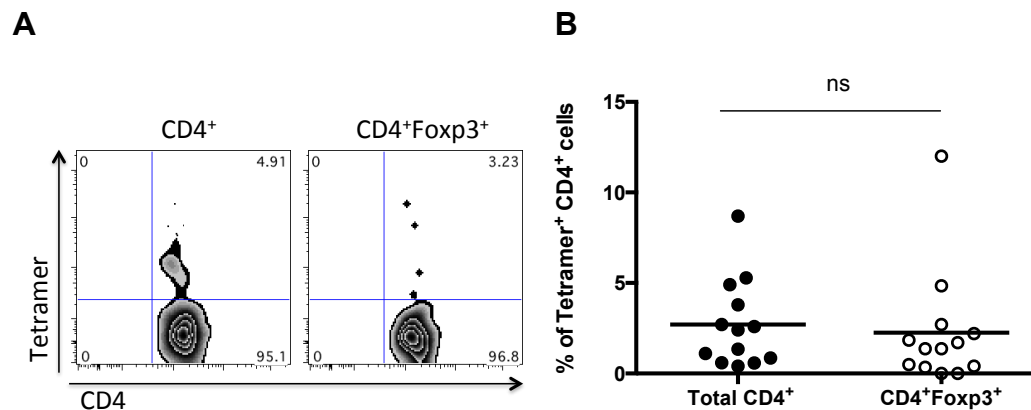 A
CD4⁺
CD4⁺Foxp3⁺
0 4.91
0 95.1
0 3.23
0 96.8
Tetramer
CD4
B
ns
% of Tetramer⁺ CD4⁺ cells
15
10
5
0
Total CD4⁺
CD4⁺Foxp3⁺